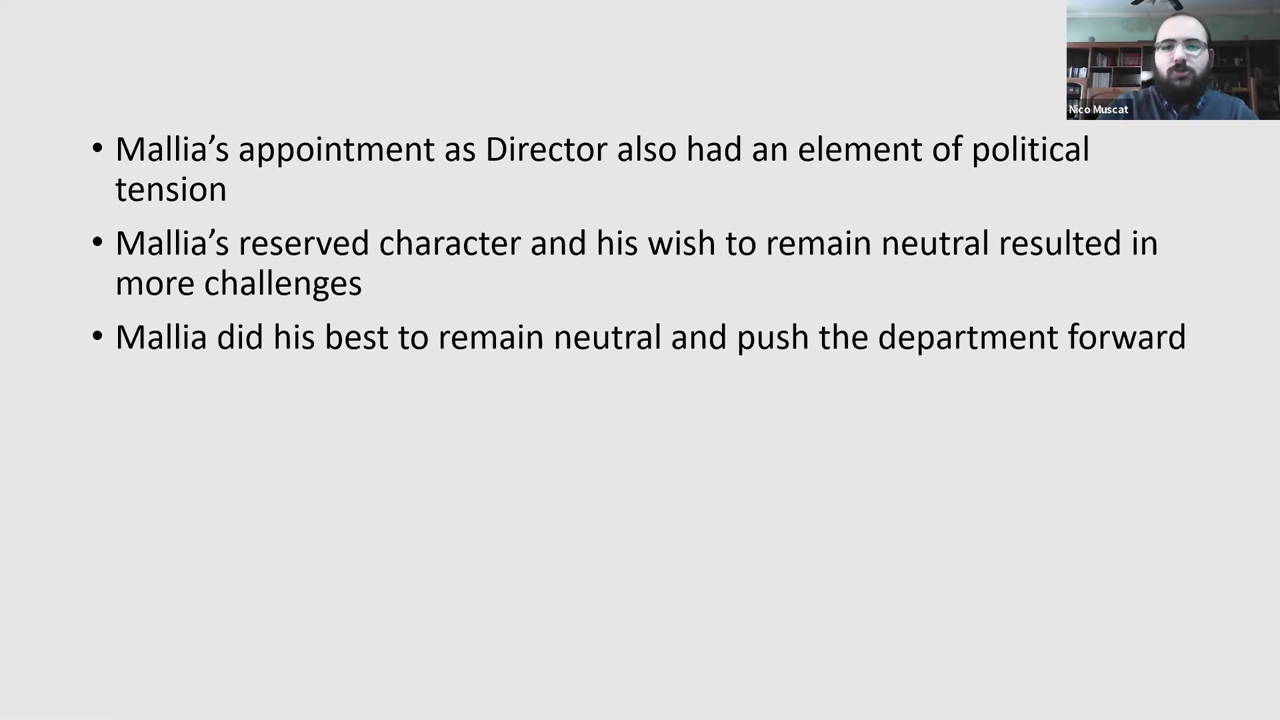 Nico Muscat
• Mallia’s appointment as Director also had an element of political
tension
• Mallia’s reserved character and his wish to remain neutral resulted in
more challenges
• Mallia did his best to remain neutral and push the department forward